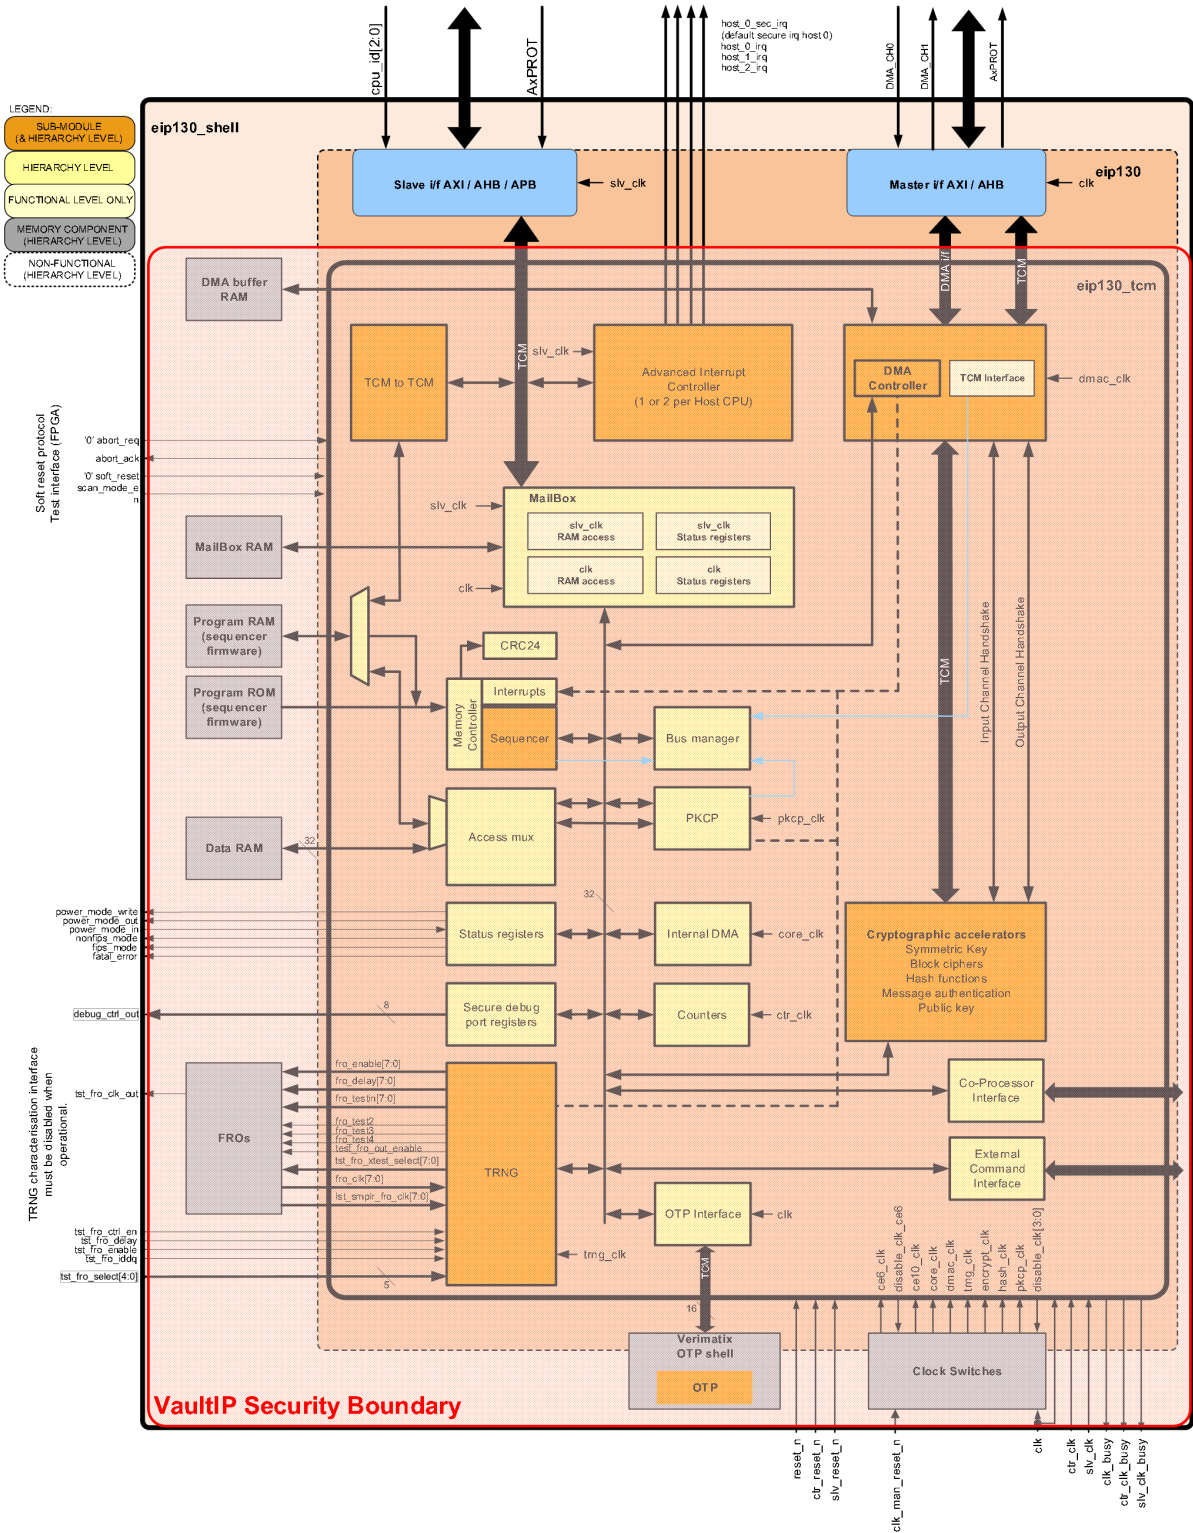 cpu_id[2:0]
AxPROT
host_0_sec_irq
(default secure irq host 0)
host_0_irq
host_1_irq
host_2_irq
DMA_CH0
DMA_CH1
AxPROT
LEGEND:
SUB-MODULE
(& HIERARCHY LEVEL)
HIERARCHY LEVEL
FUNCTIONAL LEVEL ONLY
MEMORY COMPONENT
(HIERARCHY LEVEL)
NON-FUNCTIONAL
(HIERARCHY LEVEL)
eip130_shell
eip130
Slave i/f AXI / AHB / APB
slv_clk
Master i/f AXI / AHB
clk
DMA buffer
RAM
TCM
DMA i/f
TCM
eip130_tcm
TCM to TCM
slv_clk
Advanced Interrupt
Controller
(1 or 2 per Host CPU)
DMA
Controller
TCM Interface
dmac_clk
Soft reset protocol
Test interface (FPGA)
'0' abort_req
abort_ack
'0' soft_reset
scan_mode_e
n
MailBox
slv_clk
slv_clk
RAM access
slv_clk
Status registers
clk
RAM access
clk
Status registers
clk
MailBox RAM
Program RAM
(sequencer
firmware)
Program ROM
(sequencer
firmware)
CRC24
Memory
Controller
Interrupts
Sequencer
Bus manager
TCM
Input Channel Handshake
Output Channel Handshake
Access mux
PKCP
pkcp_clk
Data RAM
32
32
power_mode_write
power_mode_out
power_mode_in
nonfips_mode
fips_mode
fatal_error
Status registers
Internal DMA
core_clk
Cryptographic accelerators
Symmetric Key
Block ciphers
Hash functions
Message authentication
Public key
debug_ctrl_out
8
Secure debug
port registers
Counters
ctr_clk
TRNG characterisation interface
must be disabled when
operational.
tst_fro_clk_out
FROs
fro_enable[7:0]
fro_delay[7:0]
fro_testin[7:0]
fro_test2
fro_test3
fro_test4
test_fro_out_enable
tst_fro_xtest_select[7:0]
fro_clk[7:0]
tst_smplr_fro_clk[7:0]
TRNG
trng_clk
Co-Processor
Interface
External
Command
Interface
OTP Interface
clk
tst_fro_ctrl_en
tst_fro_delay
tst_fro_enable
tst_fro_iddq
tst_fro_select[4:0]
5
TCM
16
ce6_clk
disable_clk_ce6
ce10_clk
core_clk
dmac_clk
trng_clk
encrypt_clk
hash_clk
pkcp_clk
disable_clk[3:0]
Verimatix
OTP shell
OTP
Clock Switches
VaultIP Security Boundary
reset_n
ctr_reset_n
slv_reset_n
clk_man_reset_n
clk
ctr_clk
slv_clk
clk_busy
ctr_clk_busy
slv_clk_busy